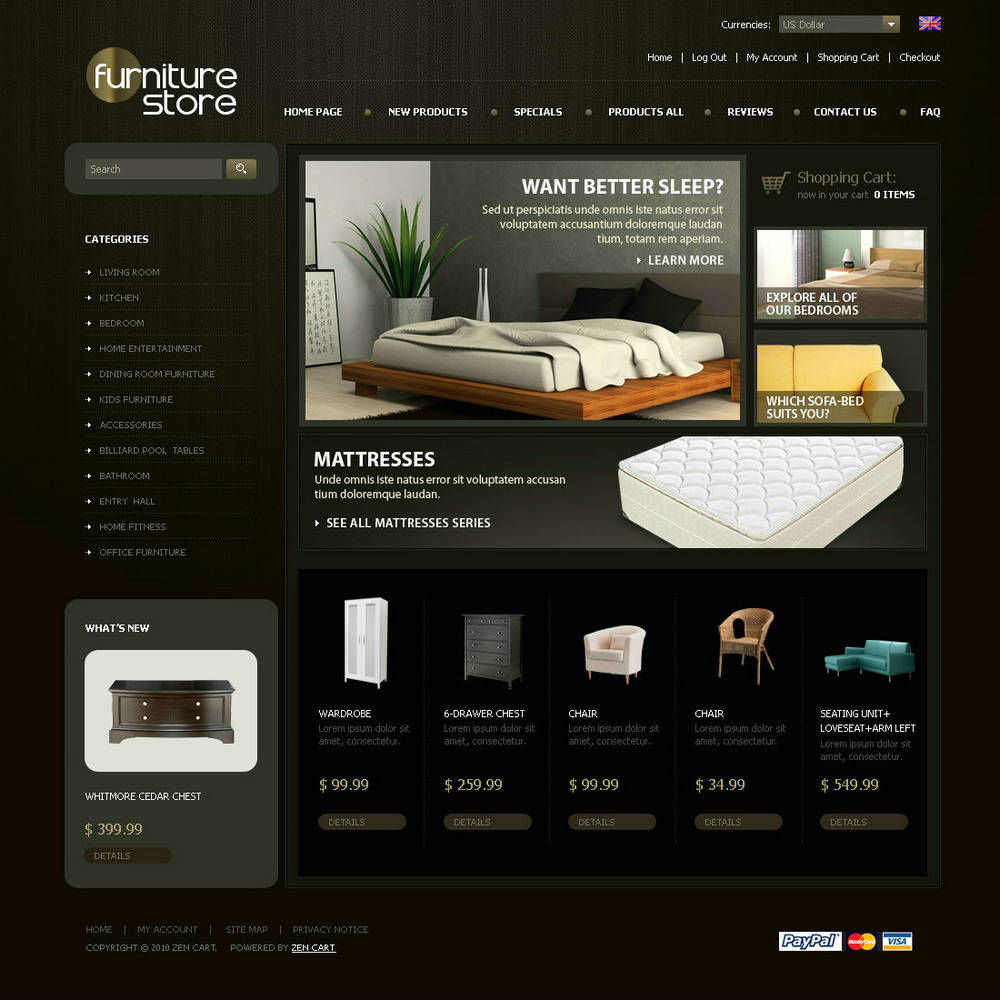 Currencies: US Dollar
Home | Log Out | My Account | Shopping Cart | Checkout
furniture
store
HOME PAGE NEW PRODUCTS SPECIALS PRODUCTS ALL REVIEWS CONTACT US FAQ
Search
CATEGORIES
LIVING ROOM
KITCHEN
BEDROOM
HOME ENTERTAINMENT
DINING ROOM FURNITURE
KIDS FURNITURE
ACCESSORIES
BILLIARD POOL TABLES
BATHROOM
ENTRY HALL
HOME FITNESS
OFFICE FURNITURE
WANT BETTER SLEEP?
Sed ut perspiciatis unde omnis iste natus error sit
voluptatem accusantium doloremque laudan
tium, totam rem aperiam.
LEARN MORE
Shopping Cart:
now in your cart 0 ITEMS
EXPLORE ALL OF
OUR BEDROOMS
WHICH SOFA-BED
SUITS YOU?
MATTRESSES
Unde omnis iste natus error sit voluptatem accusan
tium doloremque laudan.
SEE ALL MATTRESSES SERIES
WHAT'S NEW
WHITMORE CEDAR CHEST
$ 399.99
DETAILS
WARDROBE
Lorem ipsum dolor sit
amet, consectetur.
$ 99.99
DETAILS
6-DRAWER CHEST
Lorem ipsum dolor sit
amet, consectetur.
$ 259.99
DETAILS
CHAIR
Lorem ipsum dolor sit
amet, consectetur.
$ 99.99
DETAILS
CHAIR
Lorem ipsum dolor sit
amet, consectetur.
$ 34.99
DETAILS
SEATING UNIT+
LOVESEAT+ARM LEFT
Lorem ipsum dolor sit
amet, consectetur.
$ 549.99
DETAILS
HOME | MY ACCOUNT | SITE MAP | PRIVACY NOTICE
COPYRIGHT © 2010 ZEN CART. POWERED BY ZEN CART
PayPal MasterCard VISA